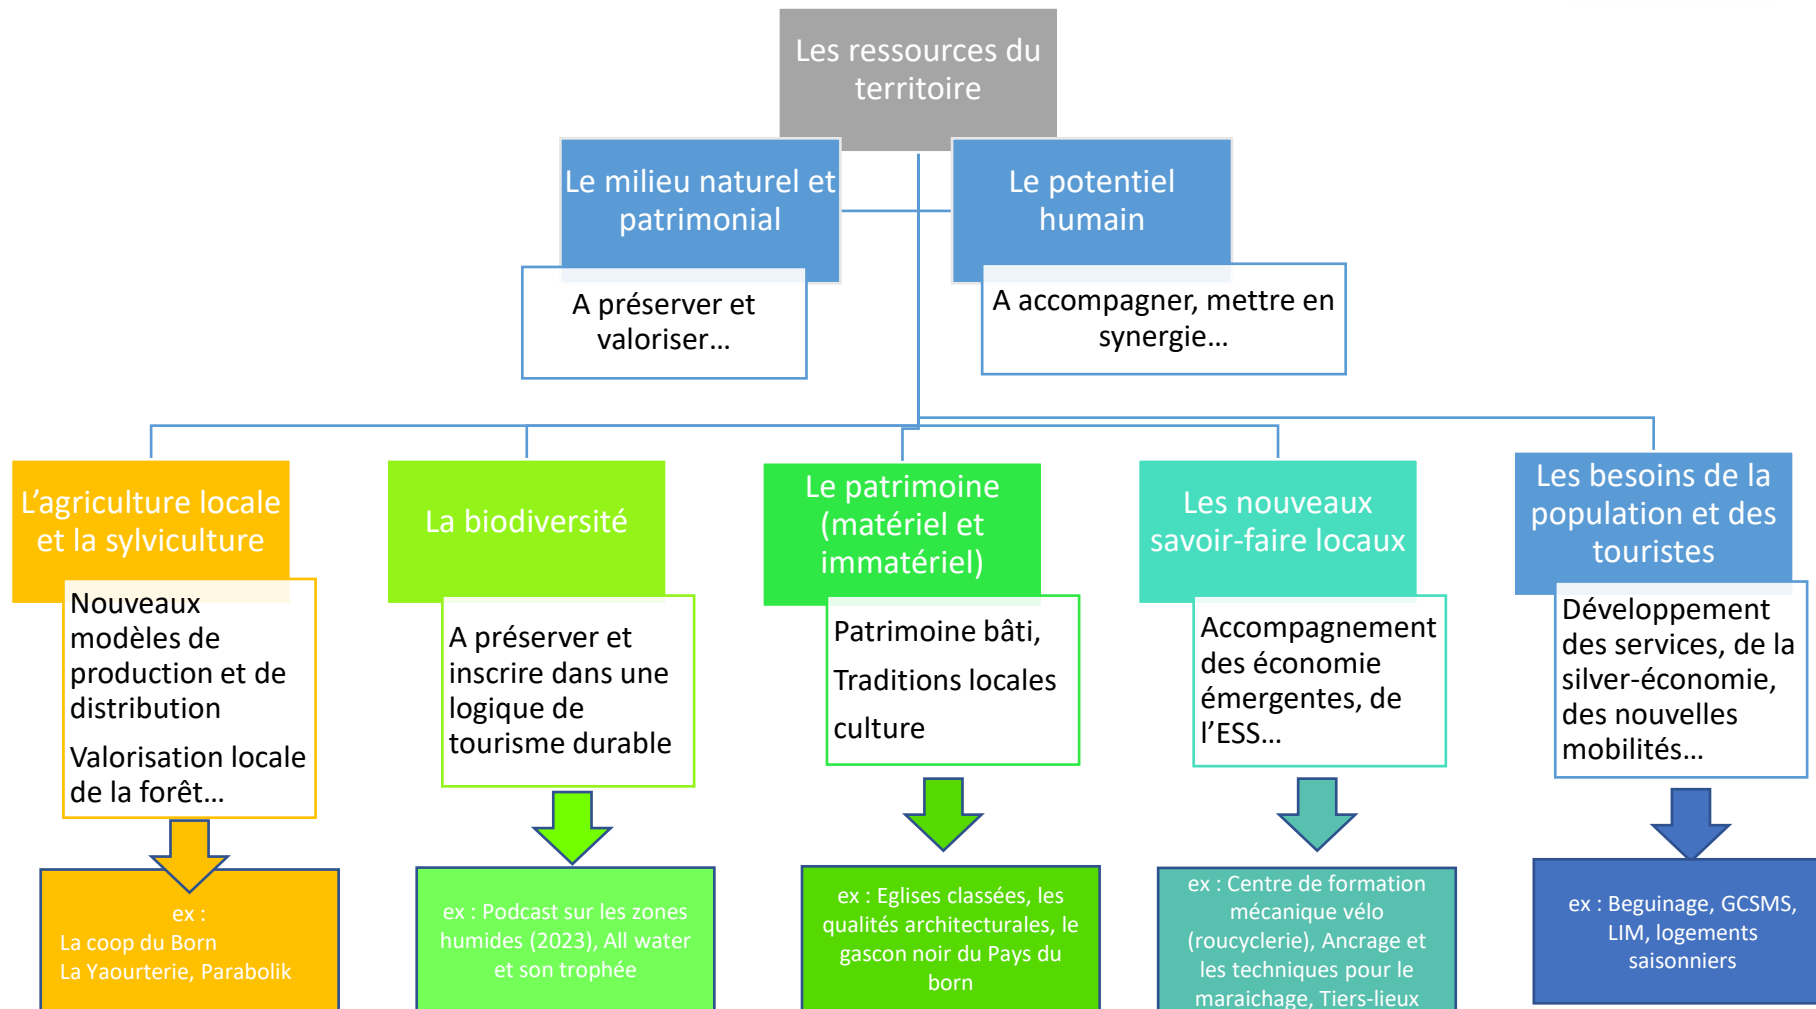 Les ressources du
territoire
Le milieu naturel et
patrimonial
Le potentiel
humain
A préserver et
valoriser…
A accompagner, mettre en
synergie…
L’agriculture locale
et la sylviculture
Nouveaux
modèles de
production et de
distribution
Valorisation locale
de la forêt…
ex :
La coop du Born
La Yaourterie, Parabolik
La biodiversité
A préserver et
inscrire dans une
logique de
tourisme durable
ex : Podcast sur les zones
humides (2023), All water
et son trophée
Le patrimoine
(matériel et
immatériel)
Patrimoine bâti,
Traditions locales
culture
ex : Eglises classées, les
qualités architecturales, le
gascon noir du Pays du
born
Les nouveaux
savoir-faire locaux
Accompagnement
des économie
émergentes, de
l’ESS…
ex : Centre de formation
mécanique vélo
(roucyclerie), Ancrage et
les techniques pour le
maraichage, Tiers-lieux
Les besoins de la
population et des
touristes
Développement
des services, de la
silver-économie,
des nouvelles
mobilités…
ex : Beguinage, GCSMS,
LIM, logements
saisonniers